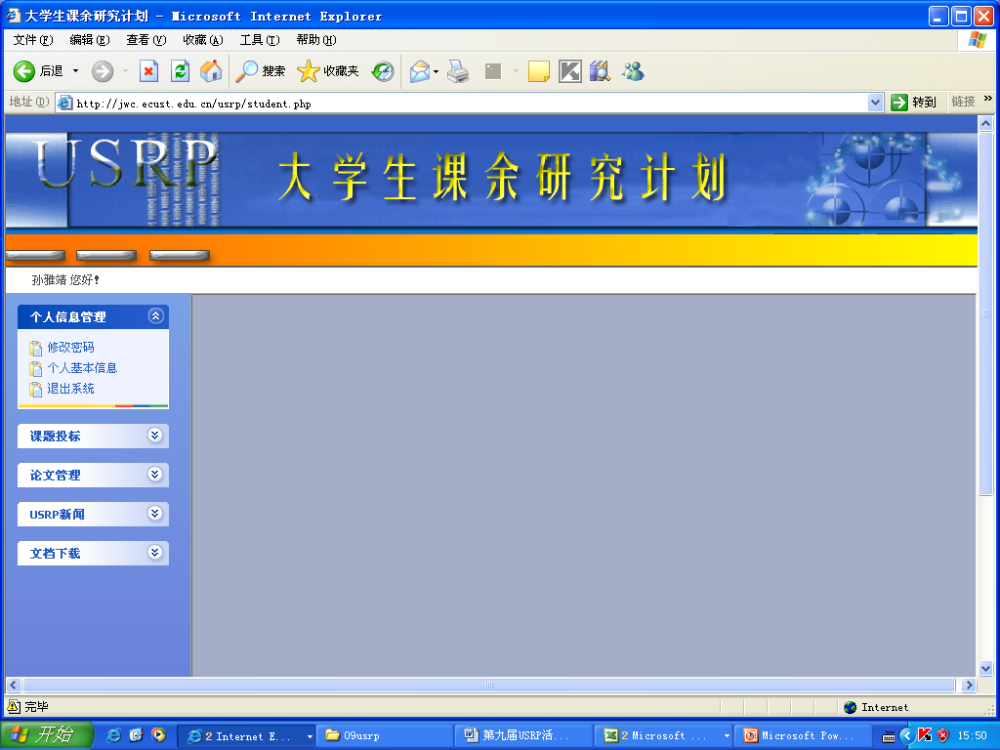 大学生课余研究计划 - Microsoft Internet Explorer
文件(F) 编辑(E) 查看(V) 收藏(A) 工具(T) 帮助(H)
后退 搜索 收藏夹
地址(D) http://jwc.ecust.edu.cn/usrp/student.php 转到 链接 »
USRP 大学生课余研究计划
孙雅靖 您好!
个人信息管理
修改密码
个人基本信息
退出系统
课题投标
论文管理
USRP新闻
文档下载
完毕 Internet
开始 2 Internet E... 09usrp 第九届USRP活... 2 Microsoft ... Microsoft Pow... 15:50